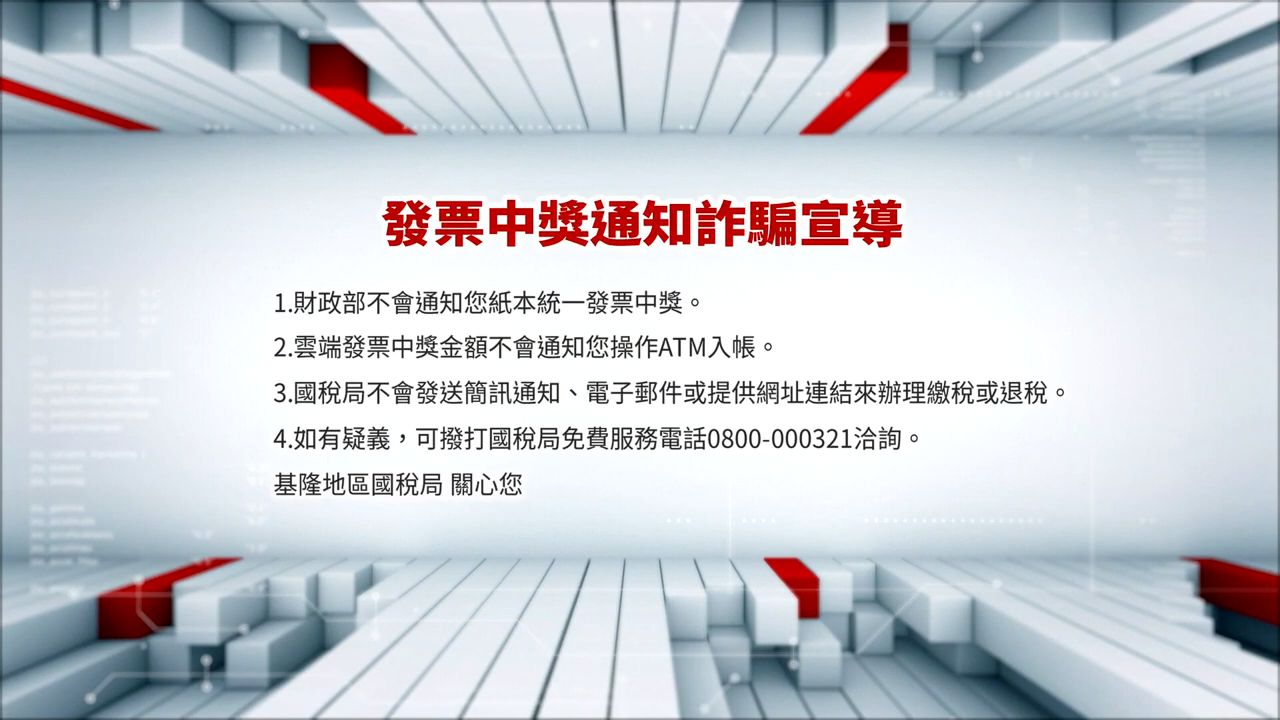 發票中獎通知詐騙宣導
1.財政部不會通知您紙本統一發票中獎。
2.雲端發票中獎金額不會通知您操作ATM入帳。
3.國稅局不會發送簡訊通知、電子郵件或提供網址連結來辦理繳稅或退稅。
4.如有疑義，可撥打國稅局免費服務電話0800-000321洽詢。
基隆地區國稅局 關心您